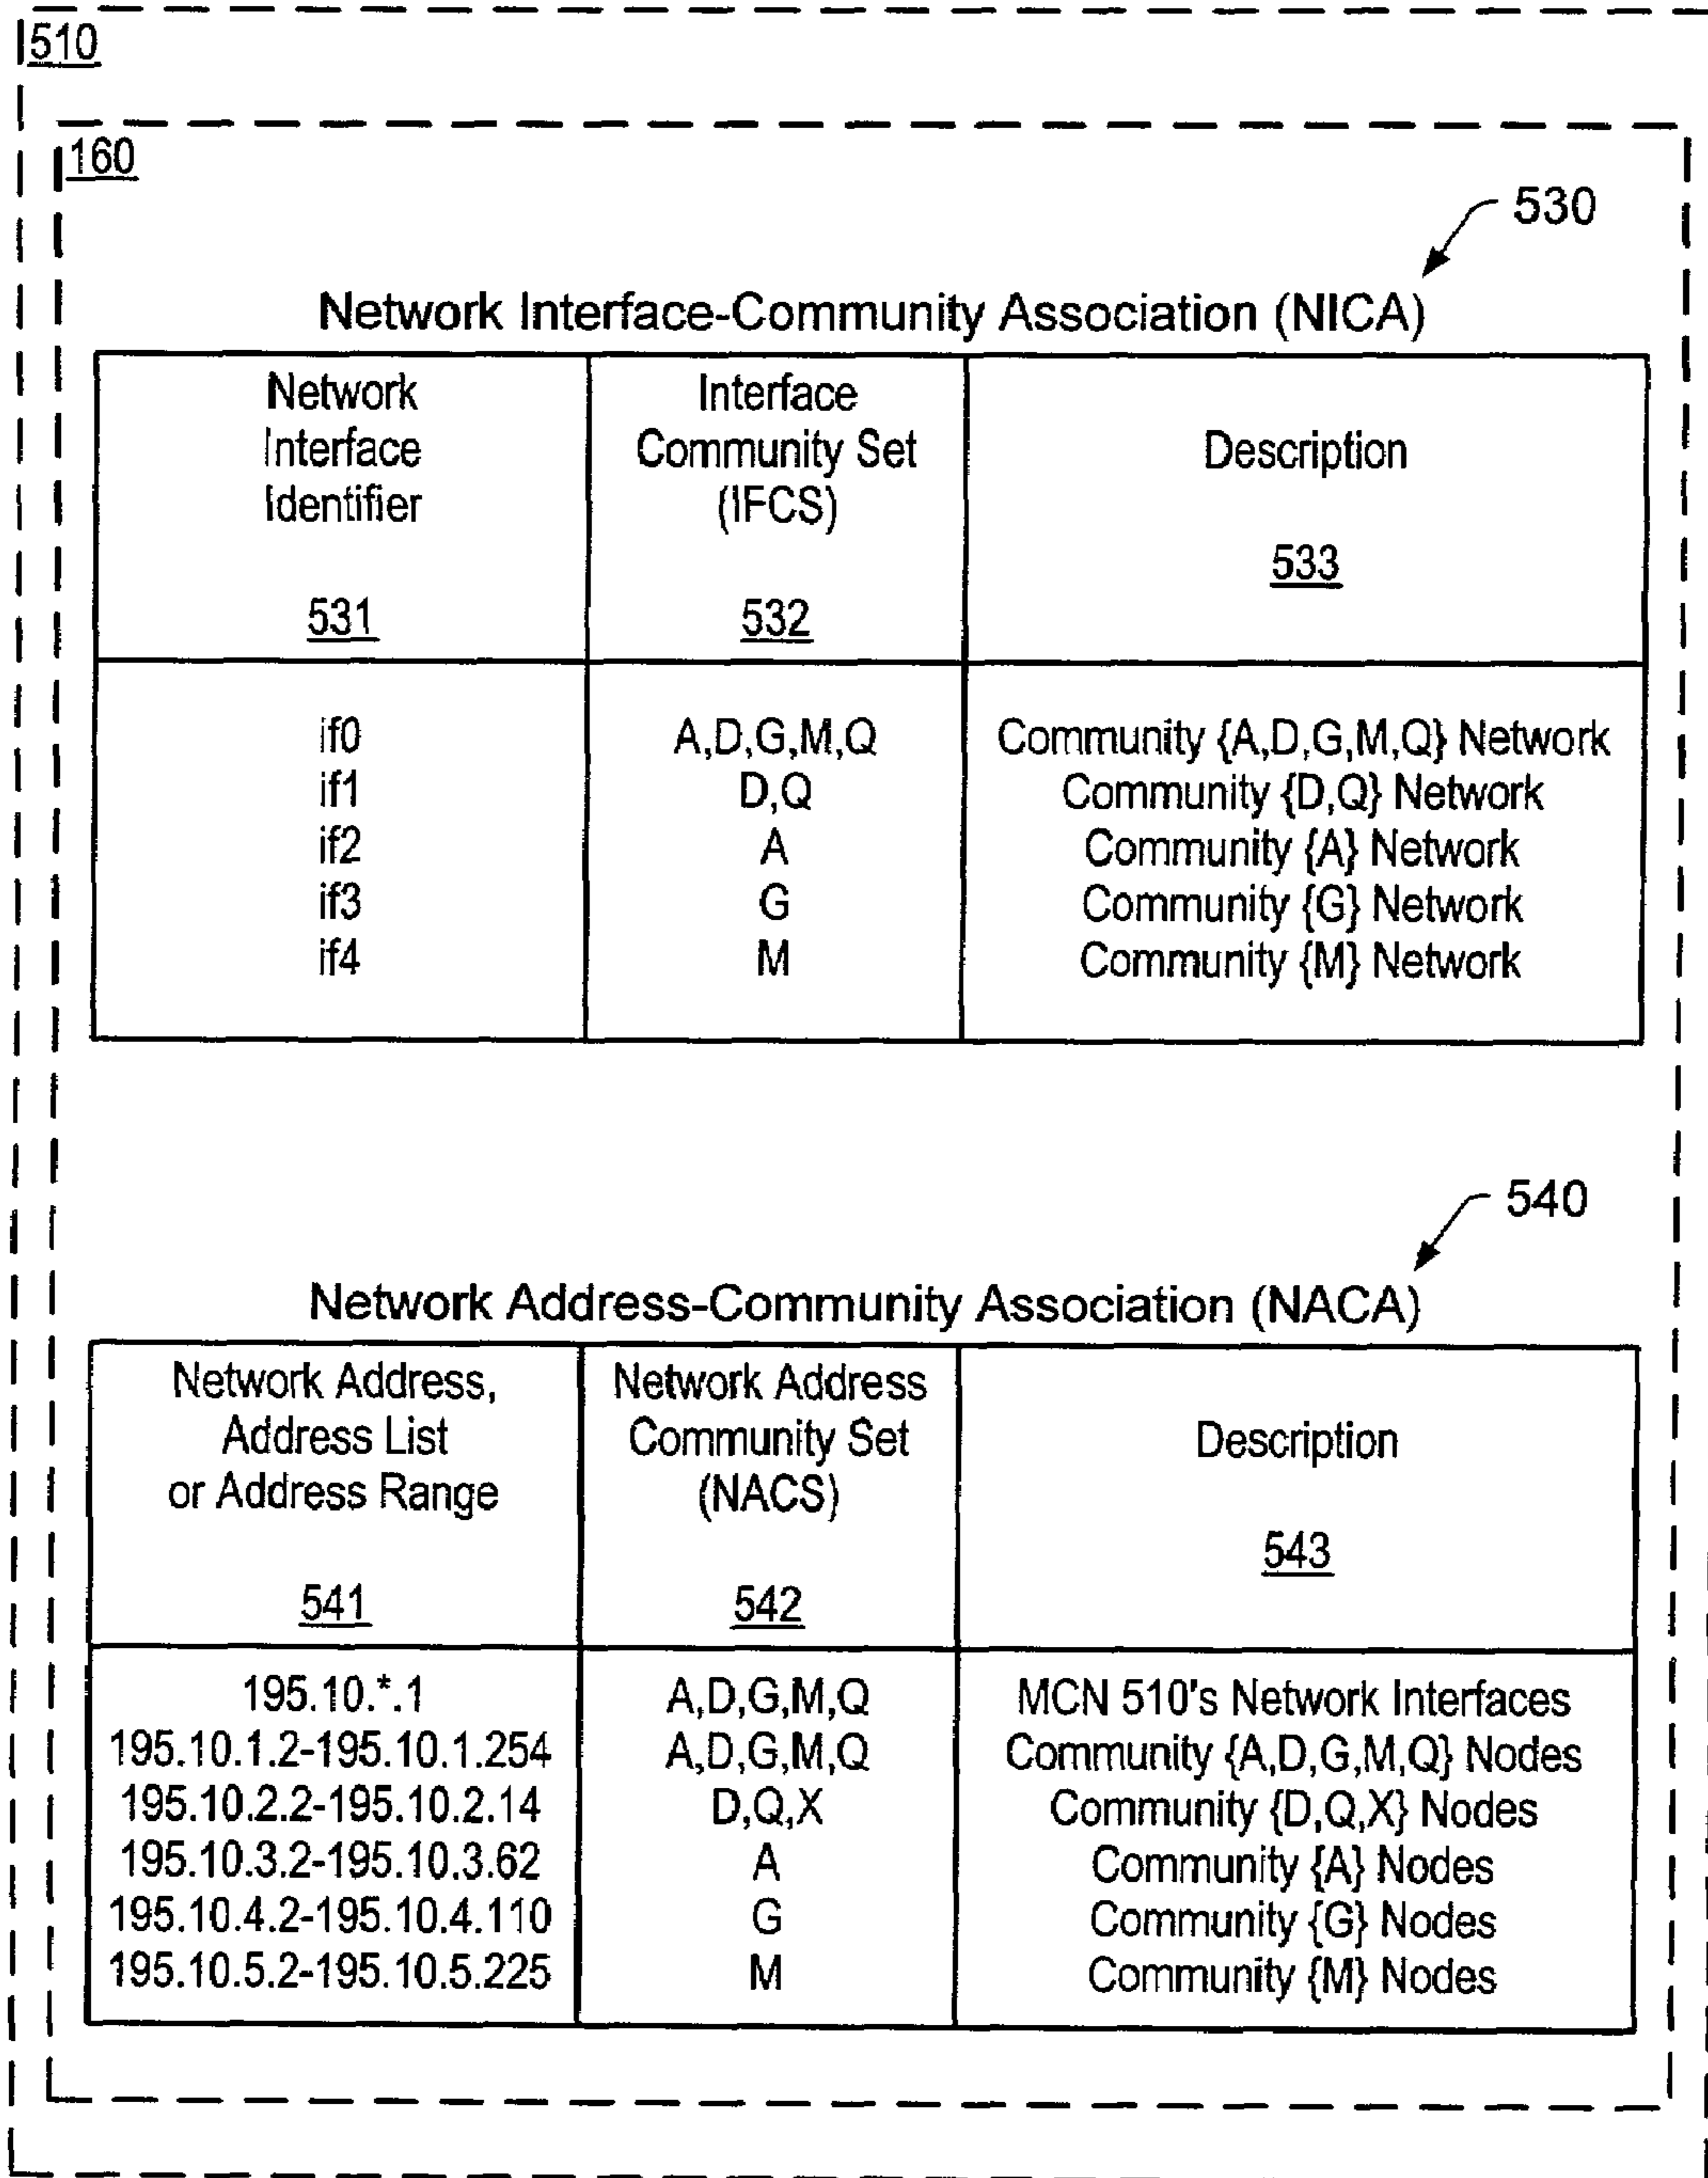 510
160
530
Network Interface-Community Association (NICA)
Network
Interface
Identifier
531
Interface
Community Set
(IFCS)
532
Description
533
if0 A,D,G,M,Q Community {A,D,G,M,Q} Network
if1 D,Q Community {D,Q} Network
if2 A Community {A} Network
if3 G Community {G} Network
if4 M Community {M} Network
540
Network Address-Community Association (NACA)
Network Address,
Address List
or Address Range
541
Network Address
Community Set
(NACS)
542
Description
543
195.10.*.1 A,D,G,M,Q MCN 510's Network Interfaces
195.10.1.2-195.10.1.254 A,D,G,M,Q Community {A,D,G,M,Q} Nodes
195.10.2.2-195.10.2.14 D,Q,X Community {D,Q,X} Nodes
195.10.3.2-195.10.3.62 A Community {A} Nodes
195.10.4.2-195.10.4.110 G Community {G} Nodes
195.10.5.2-195.10.5.225 M Community {M} Nodes